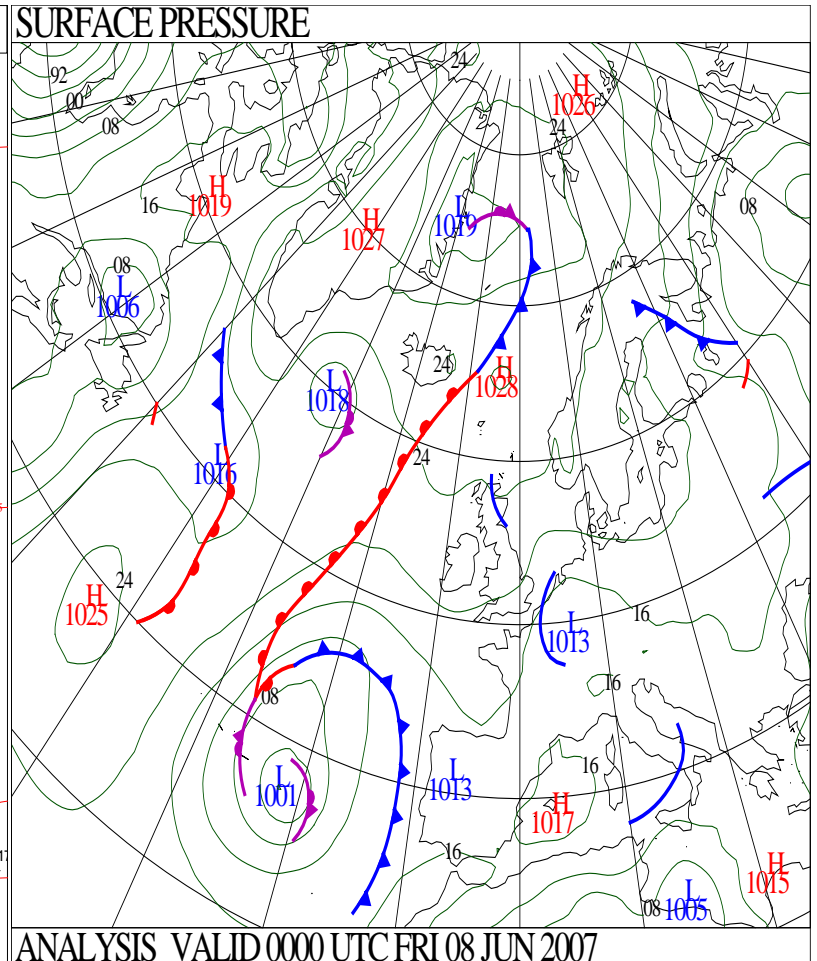 SURFACE PRESSURE
24
92
00
08
H
1026
24
H
1019
16
H
1027
L
1019
08
08
L
1006
24
H
1028
L
1018
24
L
1016
24
H
1025
16
L
1013
16
08
L
1001
L
1013
16
H
1017
16
H
1015
08
L
1005
ANALYSIS VALID 0000 UTC FRI 08 JUN 2007